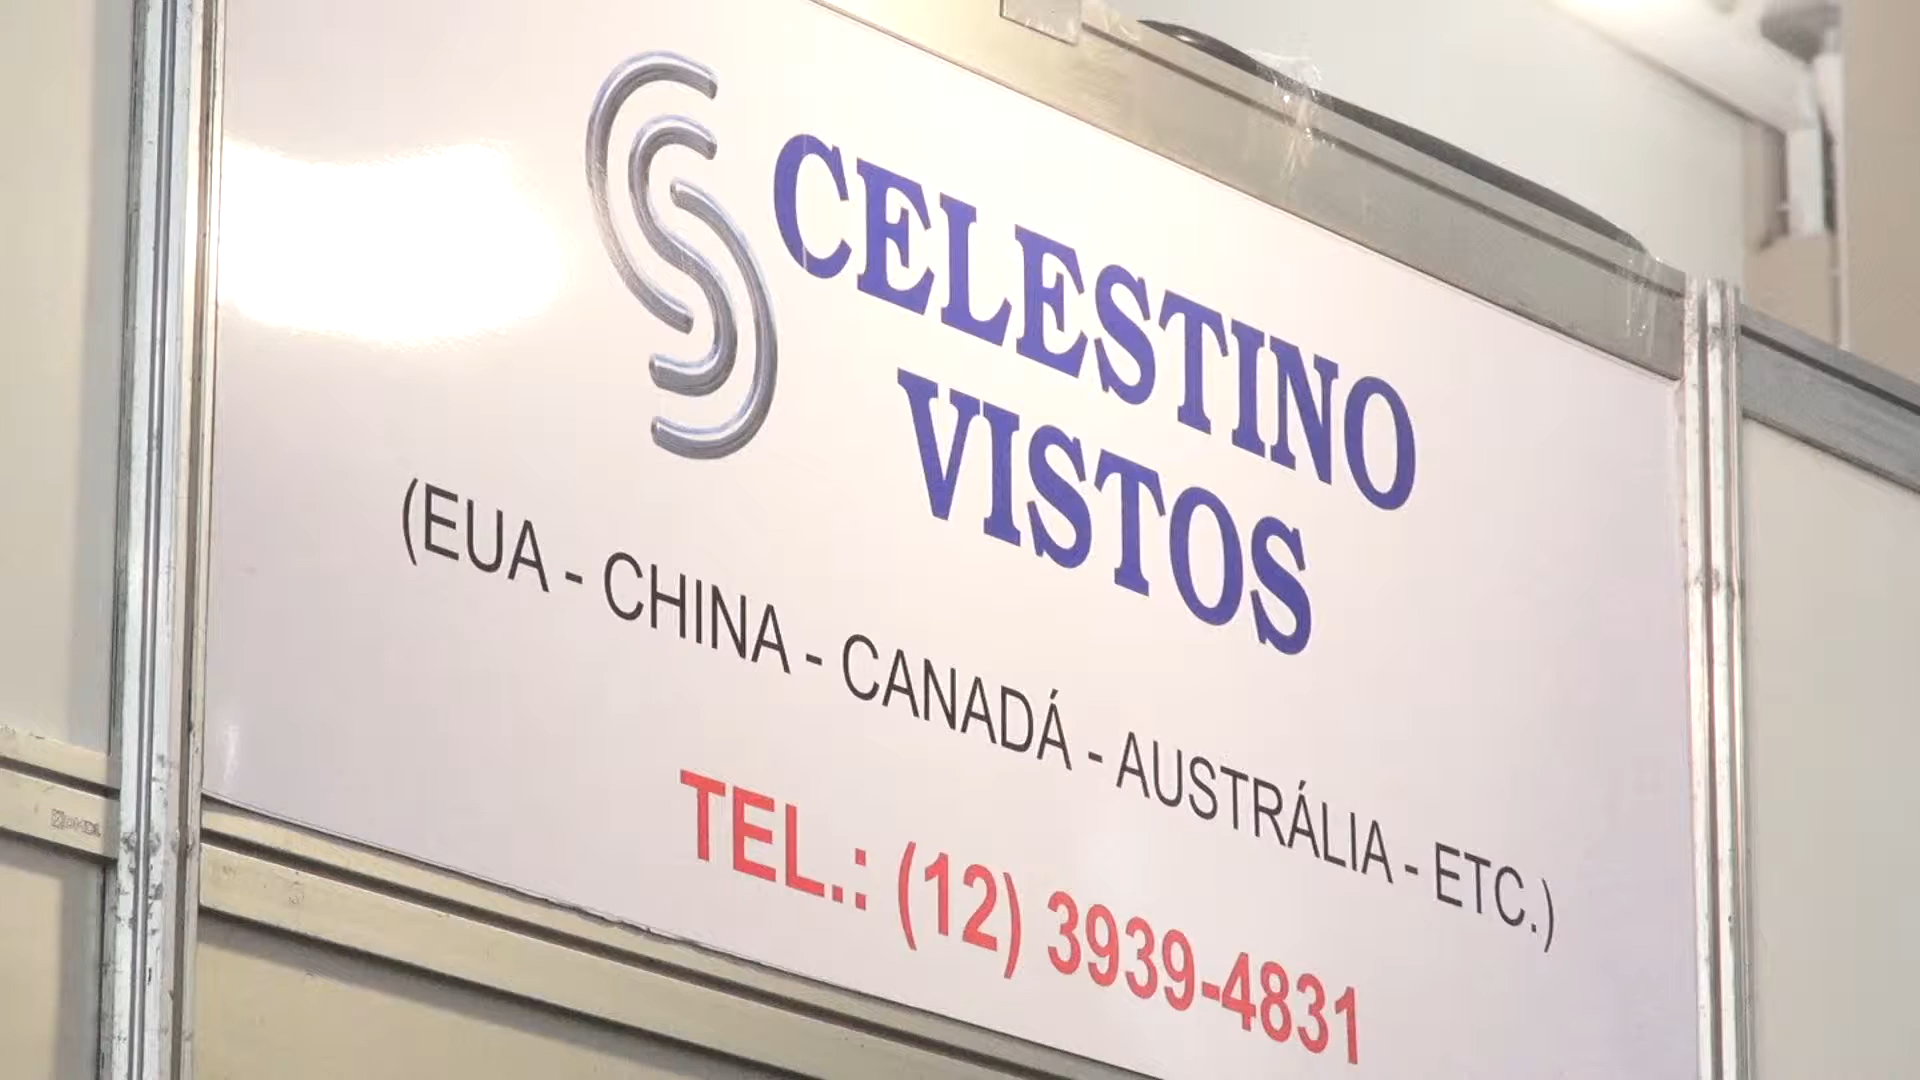 CELESTINO
VISTOS
(EUA - CHINA - CANADÁ - AUSTRÁLIA - ETC.)
TEL.: (12) 3939-4831